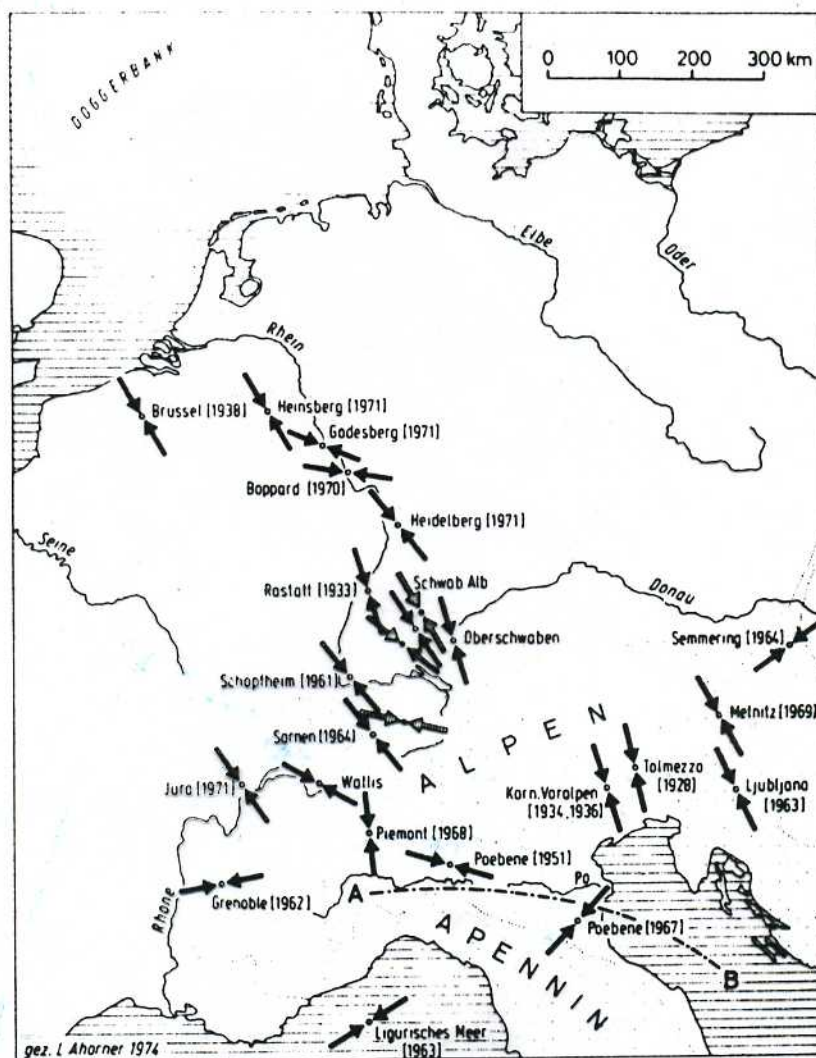 0 100 200 300 km
DOGGERBANK
Elbe
Oder
Rhein
Brussel (1938)
Heinsberg (1971)
Godesberg (1971)
Boppard
(1970)
Heidelberg (1971)
Seine
Rastatt
(1933)
Schwab Alb
Donau
Oberschwaben
Semmering (1964)
Schopfheim (1961)
Metnitz
(1969)
Sarnen
(1964)
ALPEN
Jura (1971)
Wallis
Karn. Voralpen
(1934, 1936)
Tolmezzo
(1928)
Ljubljana
(1963)
Piemont (1968)
Poebene (1951)
Po
Rhone
Grenoble (1962)
A
Poebene (1967)
APENNIN
B
Ligurisches Meer
(1963)
gez. L Ahorner 1974